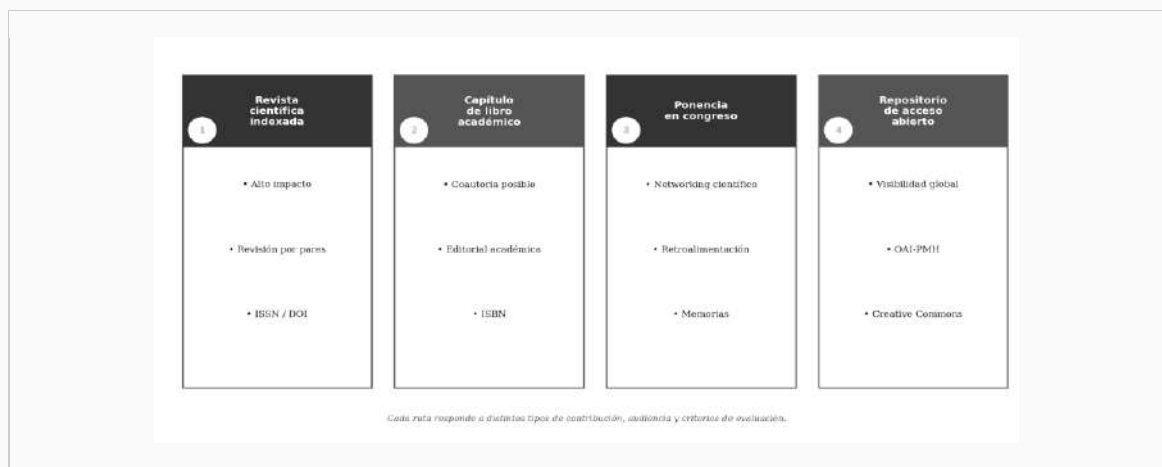 Revista
científica
indexada
1
• Alto impacto
• Revisión por pares
• ISSN / DOI
Capítulo
de libro
académico
2
• Coautoría posible
• Editorial académica
• ISBN
Ponencia
en congreso
3
• Networking científico
• Retroalimentación
• Memorias
Repositorio
de acceso
abierto
4
• Visibilidad global
• OAI-PMH
• Creative Commons
Cada ruta responde a distintos tipos de contribución, audiencia y criterios de evaluación.